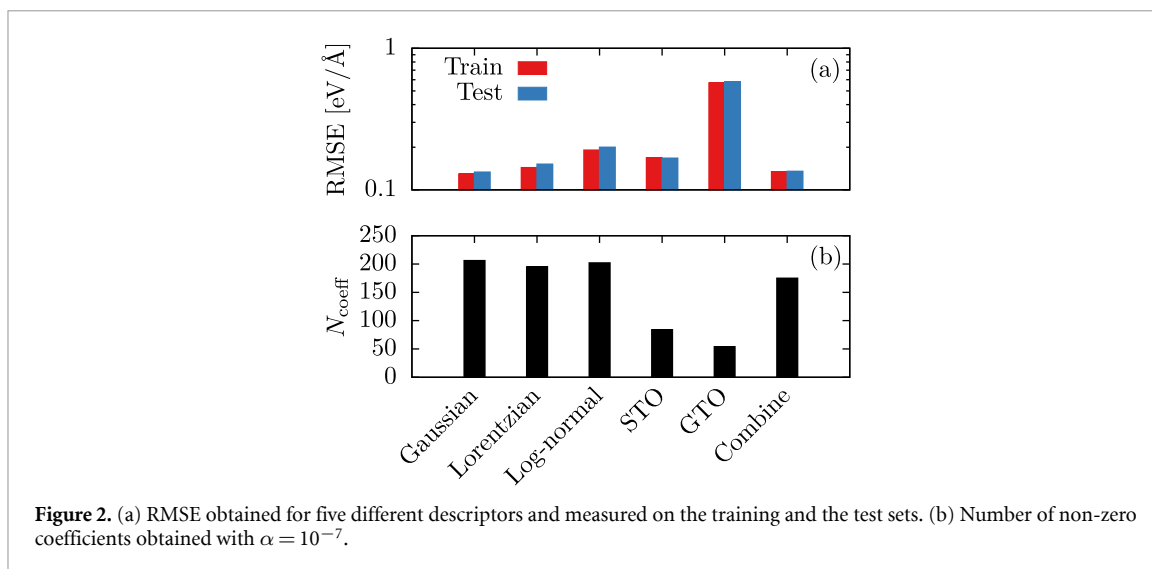 RMSE [eV/Å]
1
0.1
Train
Test
(a)
N_coeff
250
200
150
100
50
0
(b)
Gaussian
Lorentzian
Log-normal
STO
GTO
Combine
Figure 2. (a) RMSE obtained for five different descriptors and measured on the training and the test sets. (b) Number of non-zero
coefficients obtained with α = 10⁻⁷.